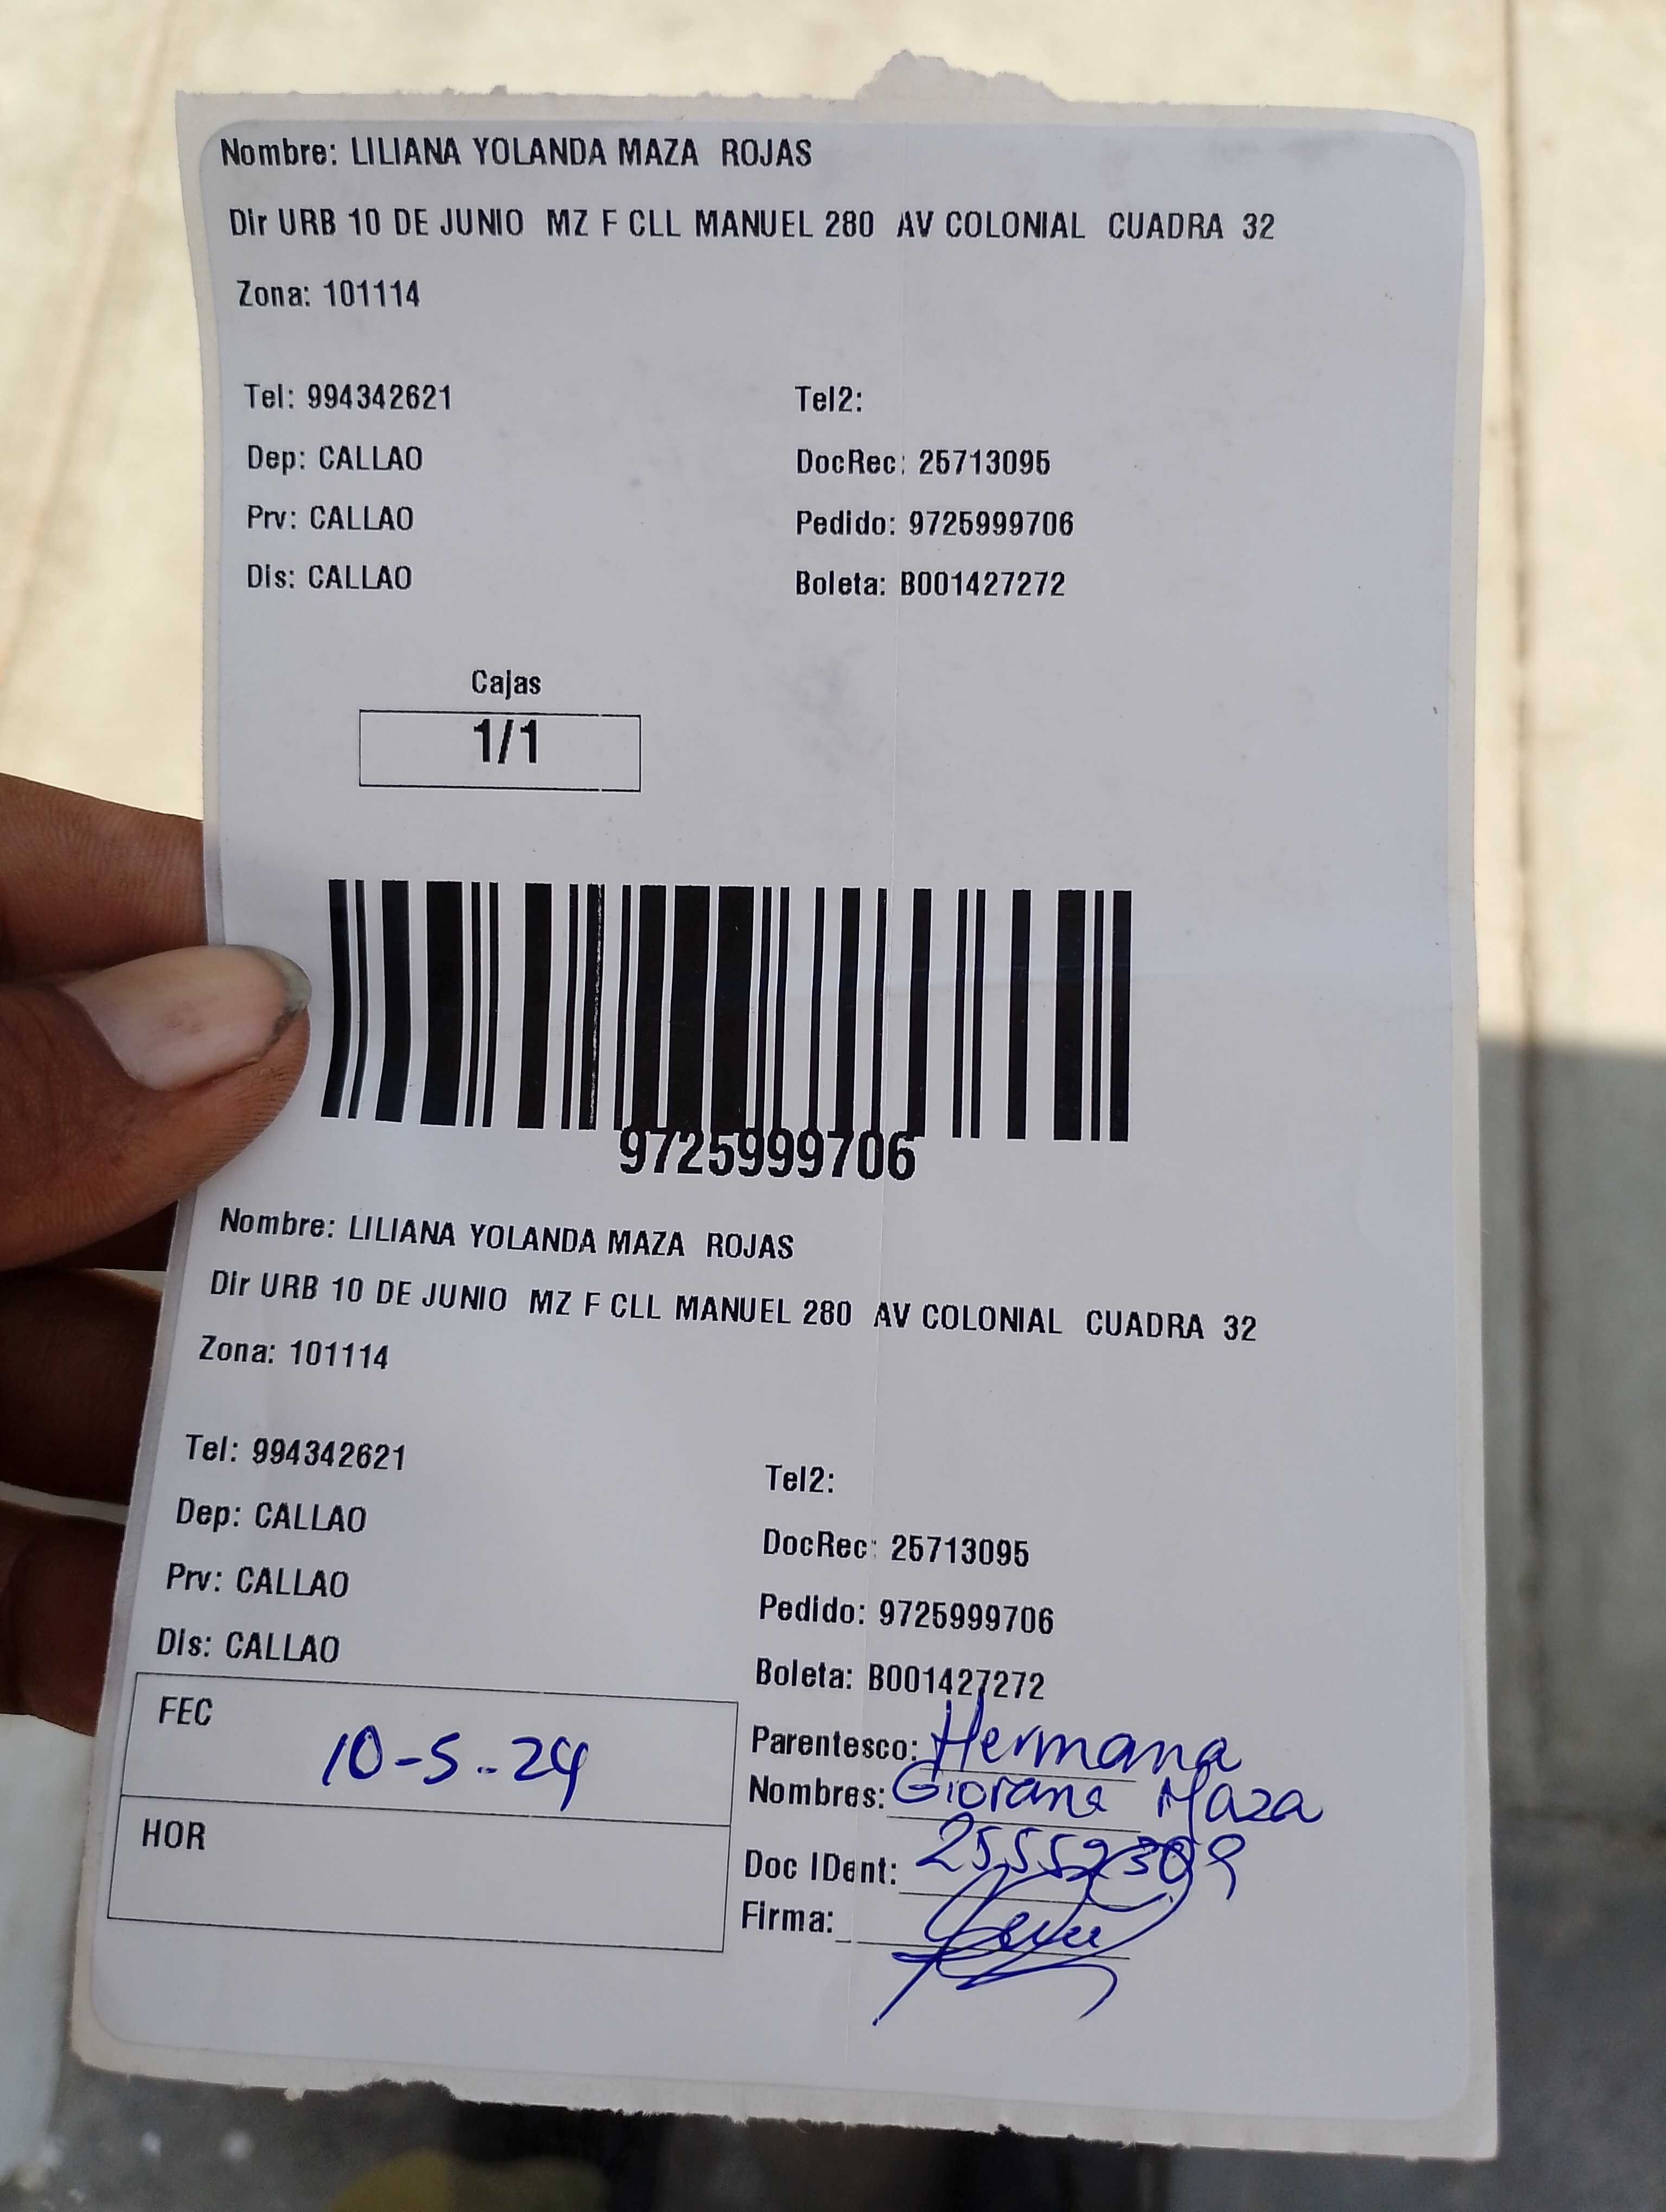 Nombre: LILIANA YOLANDA MAZA ROJAS
Dir URB 10 DE JUNIO MZ F CLL MANUEL 280 AV COLONIAL CUADRA 32
Zona: 101114
Tel: 994342621 Tel2:
Dep: CALLAO DocRec: 25713095
Prv: CALLAO Pedido: 9725999706
Dis: CALLAO Boleta: B001427272
Cajas
1/1
9725999706
Nombre: LILIANA YOLANDA MAZA ROJAS
Dir URB 10 DE JUNIO MZ F CLL MANUEL 280 AV COLONIAL CUADRA 32
Zona: 101114
Tel: 994342621 Tel2:
Dep: CALLAO DocRec: 25713095
Prv: CALLAO Pedido: 9725999706
Dis: CALLAO Boleta: B001427272
FEC 10-5-24
Parentesco: Hermana
Nombres: Maza
HOR
Doc IDent:
Firma: